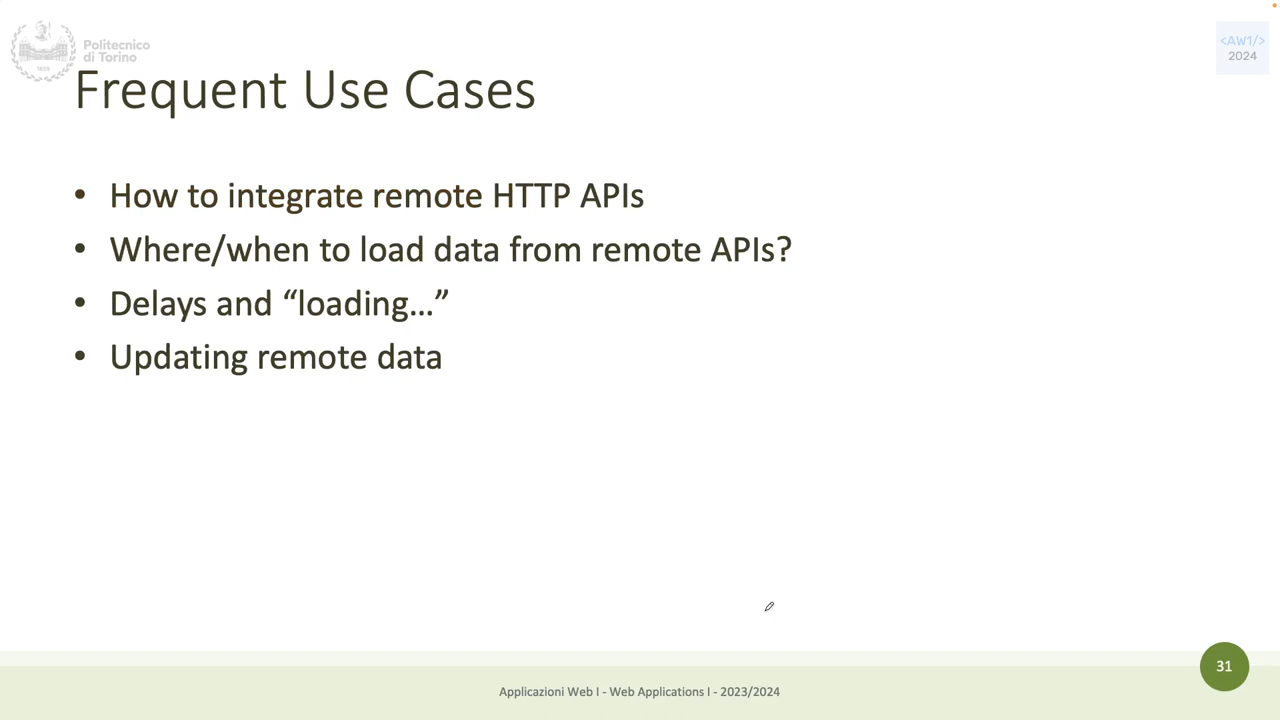 Politecnico
di Torino
1859
<AW1/>
2024
Frequent Use Cases
• How to integrate remote HTTP APIs
• Where/when to load data from remote APIs?
• Delays and “loading…”
• Updating remote data
31
Applicazioni Web I - Web Applications I - 2023/2024